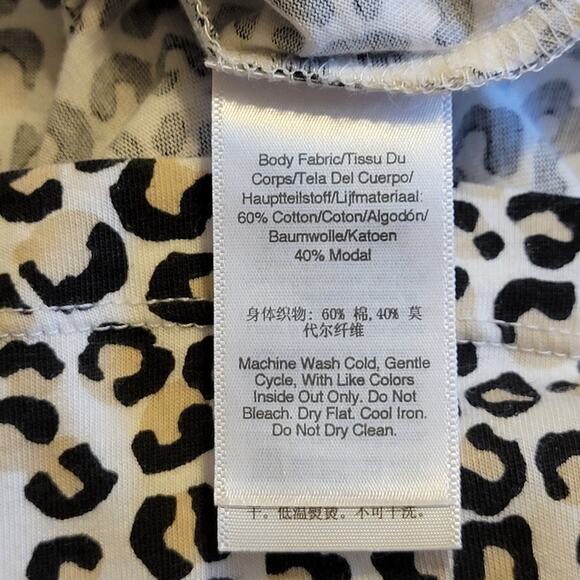 Body Fabric/Tissu Du
Corps/Tela Del Cuerpo/
Hauptteilstoff/Lijfmateriaal:
60% Cotton/Coton/Algodón/
Baumwolle/Katoen
40% Modal
身体织物: 60% 棉,40% 莫
代尔纤维
Machine Wash Cold, Gentle
Cycle, With Like Colors
Inside Out Only. Do Not
Bleach. Dry Flat. Cool Iron.
Do Not Dry Clean.
干。低温熨烫。不可干洗。